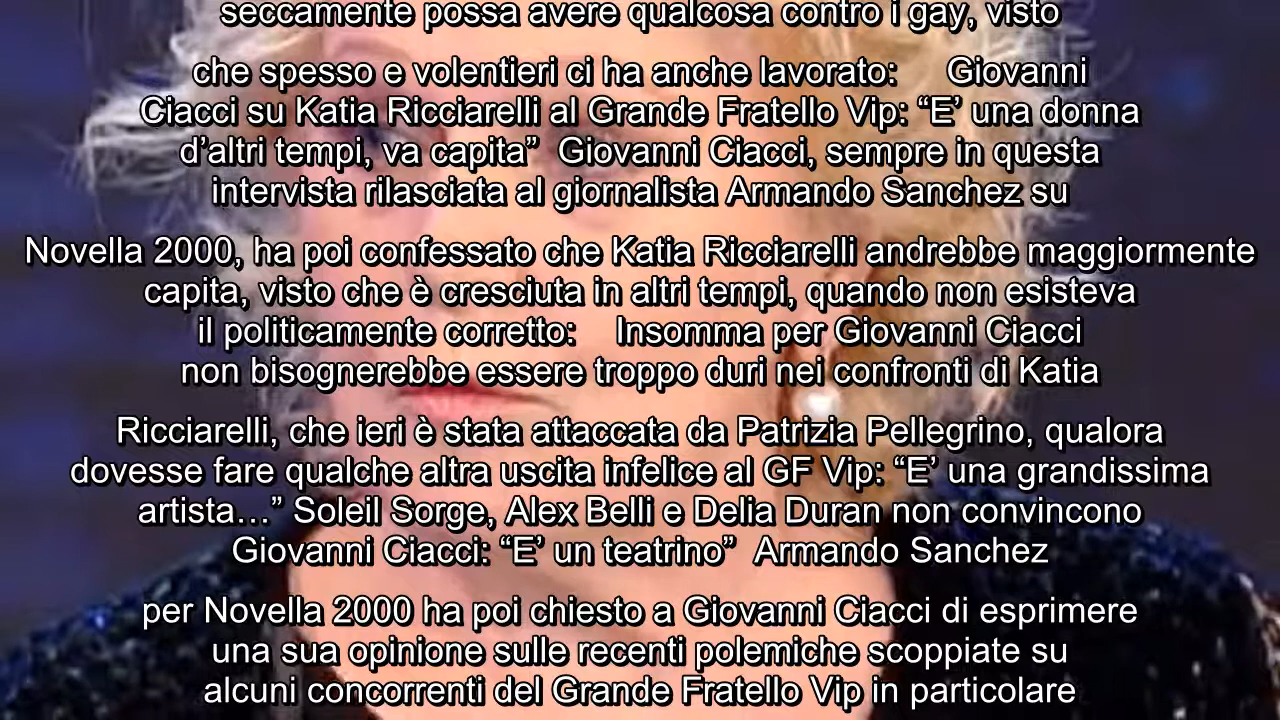 seccamente possa avere qualcosa contro i gay, visto
che spesso e volentieri ci ha anche lavorato: Giovanni
Ciacci su Katia Ricciarelli al Grande Fratello Vip: “E’ una donna
d’altri tempi, va capita” Giovanni Ciacci, sempre in questa
intervista rilasciata al giornalista Armando Sanchez su
Novella 2000, ha poi confessato che Katia Ricciarelli andrebbe maggiormente
capita, visto che è cresciuta in altri tempi, quando non esisteva
il politicamente corretto: Insomma per Giovanni Ciacci
non bisognerebbe essere troppo duri nei confronti di Katia
Ricciarelli, che ieri è stata attaccata da Patrizia Pellegrino, qualora
dovesse fare qualche altra uscita infelice al GF Vip: “E’ una grandissima
artista…” Soleil Sorge, Alex Belli e Delia Duran non convincono
Giovanni Ciacci: “E’ un teatrino” Armando Sanchez
per Novella 2000 ha poi chiesto a Giovanni Ciacci di esprimere
una sua opinione sulle recenti polemiche scoppiate su
alcuni concorrenti del Grande Fratello Vip in particolare